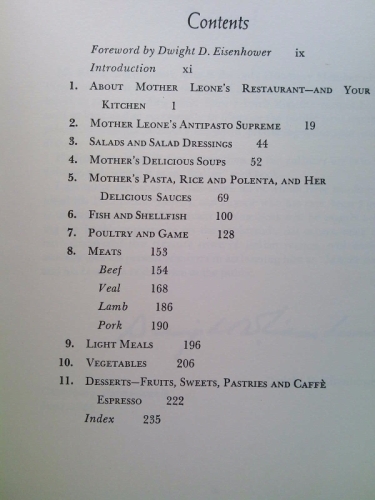 Contents
Foreword by Dwight D. Eisenhower ix
Introduction xi
1. About Mother Leone's Restaurant—and Your
Kitchen 1
2. Mother Leone's Antipasto Supreme 19
3. Salads and Salad Dressings 44
4. Mother's Delicious Soups 52
5. Mother's Pasta, Rice and Polenta, and Her
Delicious Sauces 69
6. Fish and Shellfish 100
7. Poultry and Game 128
8. Meats 153
Beef 154
Veal 168
Lamb 186
Pork 190
9. Light Meals 196
10. Vegetables 206
11. Desserts—Fruits, Sweets, Pastries and Caffè
Espresso 222
Index 235